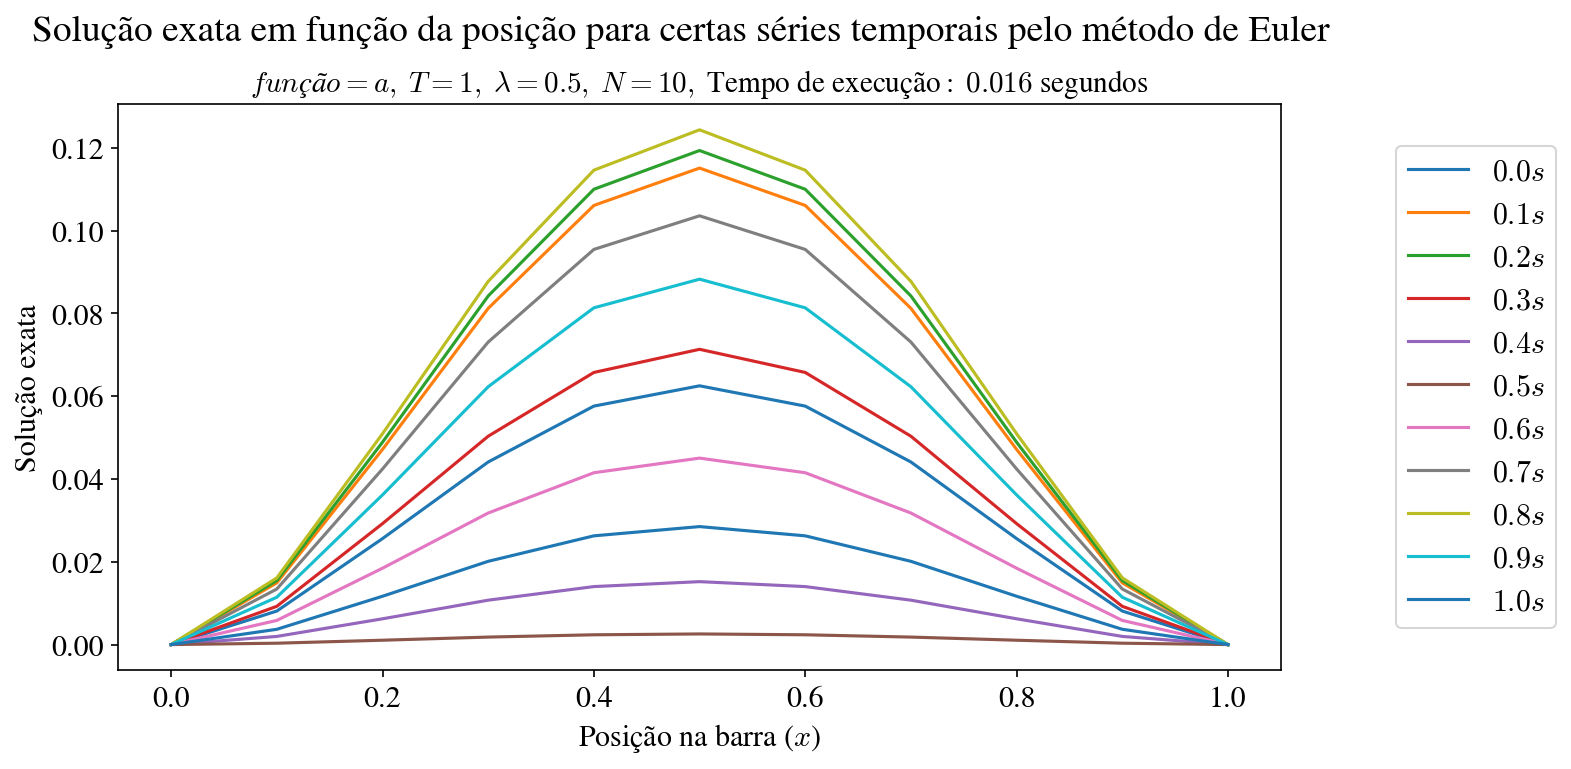 Solução exata em função da posição para certas séries temporais pelo método de Euler
função = a, T = 1, λ = 0.5, N = 10, Tempo de execução : 0.016 segundos
0.12
0.10
0.08
0.06
0.04
0.02
0.00
Solução exata
0.0 0.2 0.4 0.6 0.8 1.0
Posição na barra (x)
0.0s
0.1s
0.2s
0.3s
0.4s
0.5s
0.6s
0.7s
0.8s
0.9s
1.0s